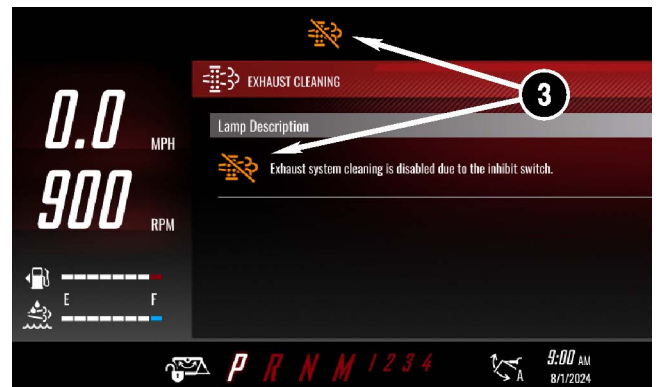 3
EXHAUST CLEANING
Lamp Description
Exhaust system cleaning is disabled due to the inhibit switch.
0.0 MPH
900 RPM
E F
P R N M 1 2 3 4
A
9:00 AM
8/1/2024